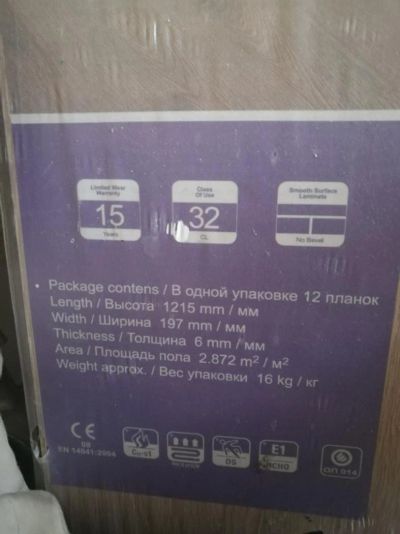 Limited Wear
Warranty
15
Years
Class
Of Use
32
CL
Smooth Surface
Laminate
No Bevel
• Package contens / В одной упаковке 12 планок
Length / Высота 1215 mm / мм
Width / Ширина 197 mm / мм
Thickness / Толщина 6 mm / мм
Area / Площадь пола 2.872 m² / м²
Weight approx. / Вес упаковки 16 kg / кг
CE
EN 14041:2004
DS
E1
HCHO